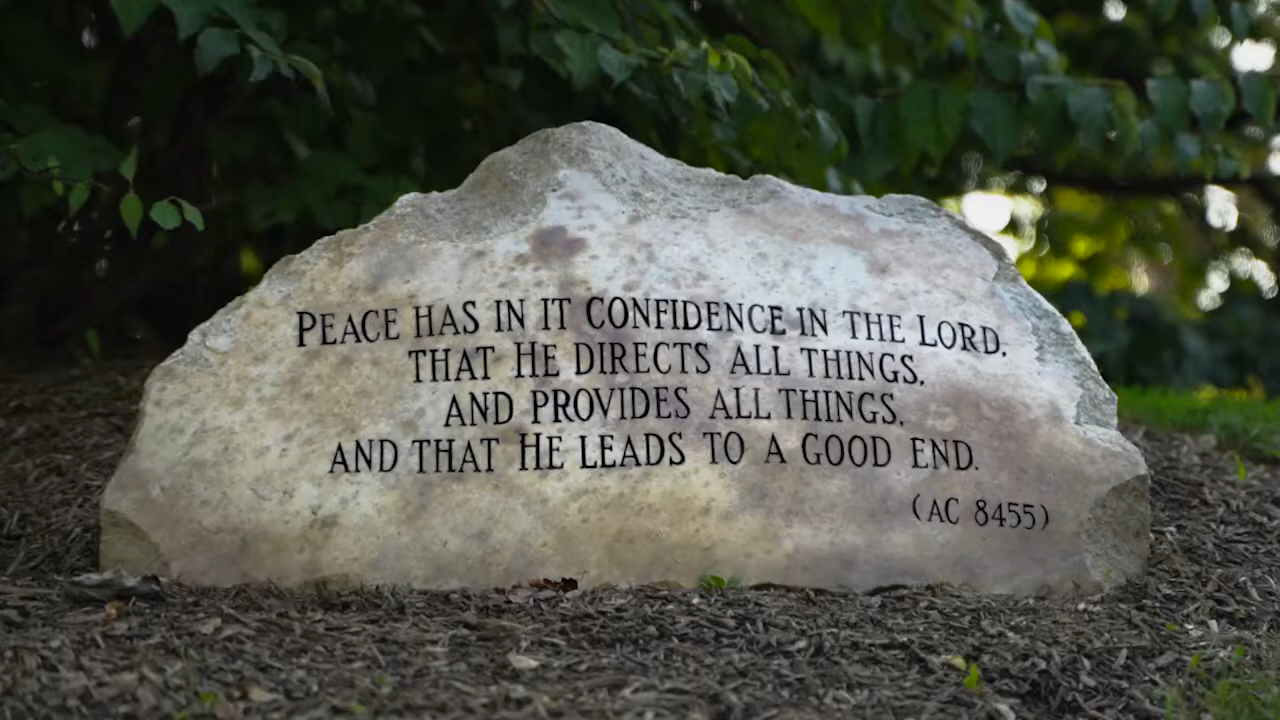 Peace has in it confidence in the Lord,
that He directs all things,
and provides all things,
and that He leads to a good end.
(AC 8455)